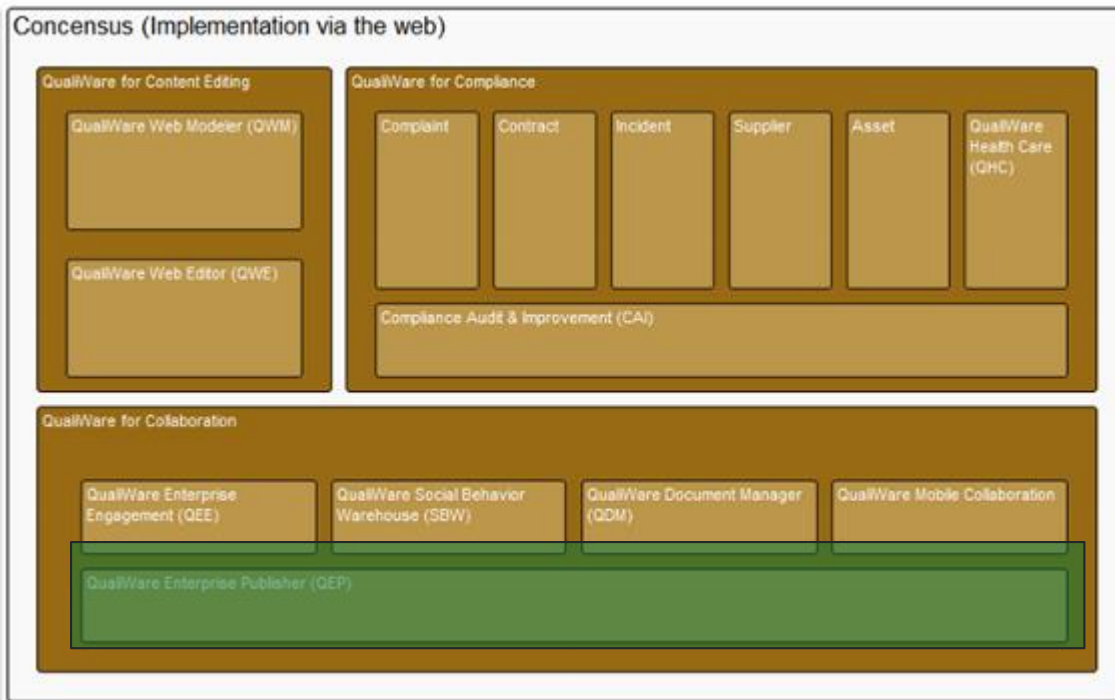 Concensus (Implementation via the web)
QualiWare for Content Editing
QualiWare Web Modeler (QWM)
QualiWare Web Editor (QWE)
QualiWare for Compliance
Complaint
Contract
Incident
Supplier
Asset
QualiWare
Health Care
(QHC)
Compliance Audit & Improvement (CAI)
QualiWare for Collaboration
QualiWare Enterprise
Engagement (QEE)
QualiWare Social Behavior
Warehouse (SBW)
QualiWare Document Manager
(QDM)
QualiWare Mobile Collaboration
QualiWare Enterprise Publisher (QEP)